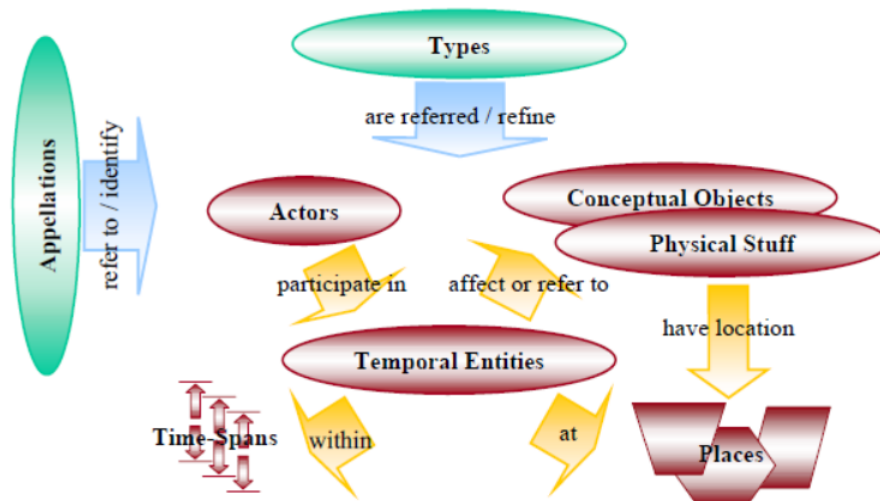 Types
are referred / refine
Appellations
refer to / identify
Actors
Conceptual Objects
Physical Stuff
participate in
affect or refer to
have location
Temporal Entities
Time-Spans
within
at
Places